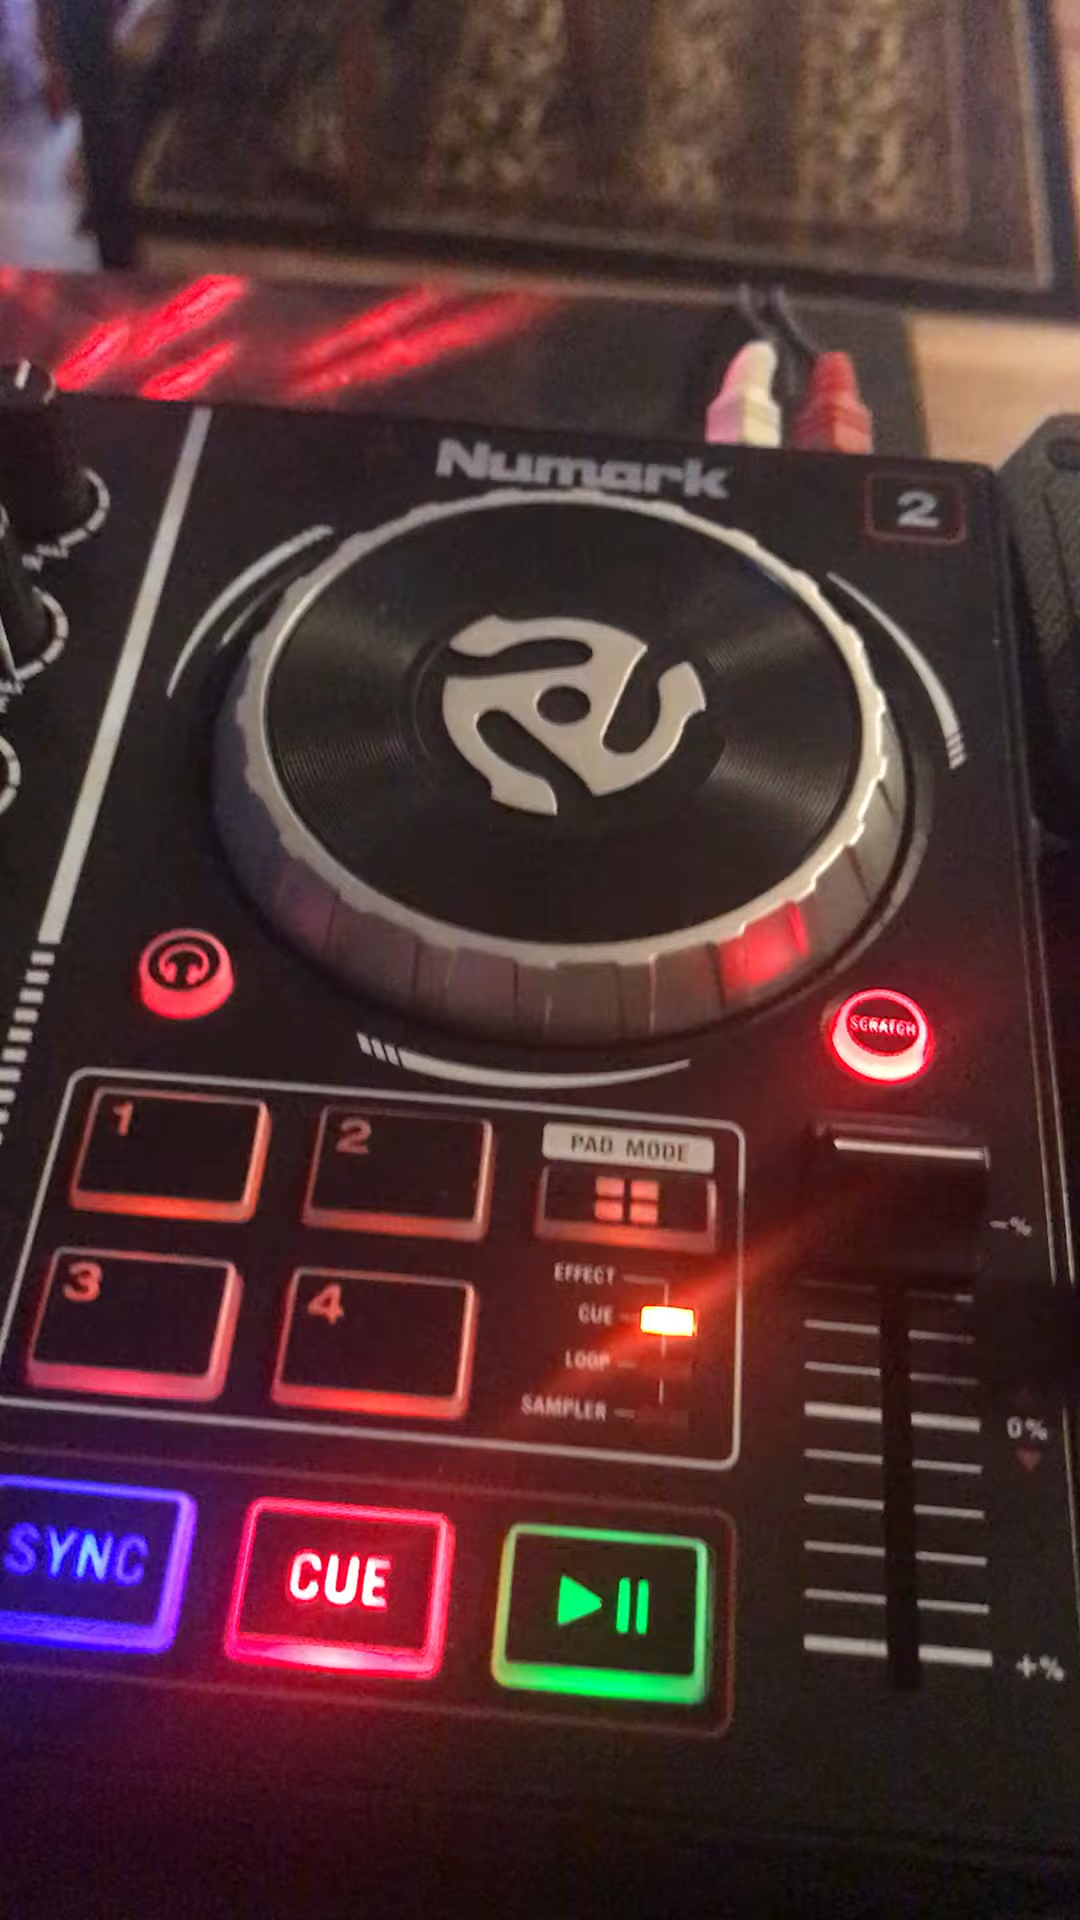 Numark
2
SCRATCH
1
2
PAD MODE
-%
3
4
EFFECT
CUE
LOOP
SAMPLER
0%
SYNC
CUE
+%